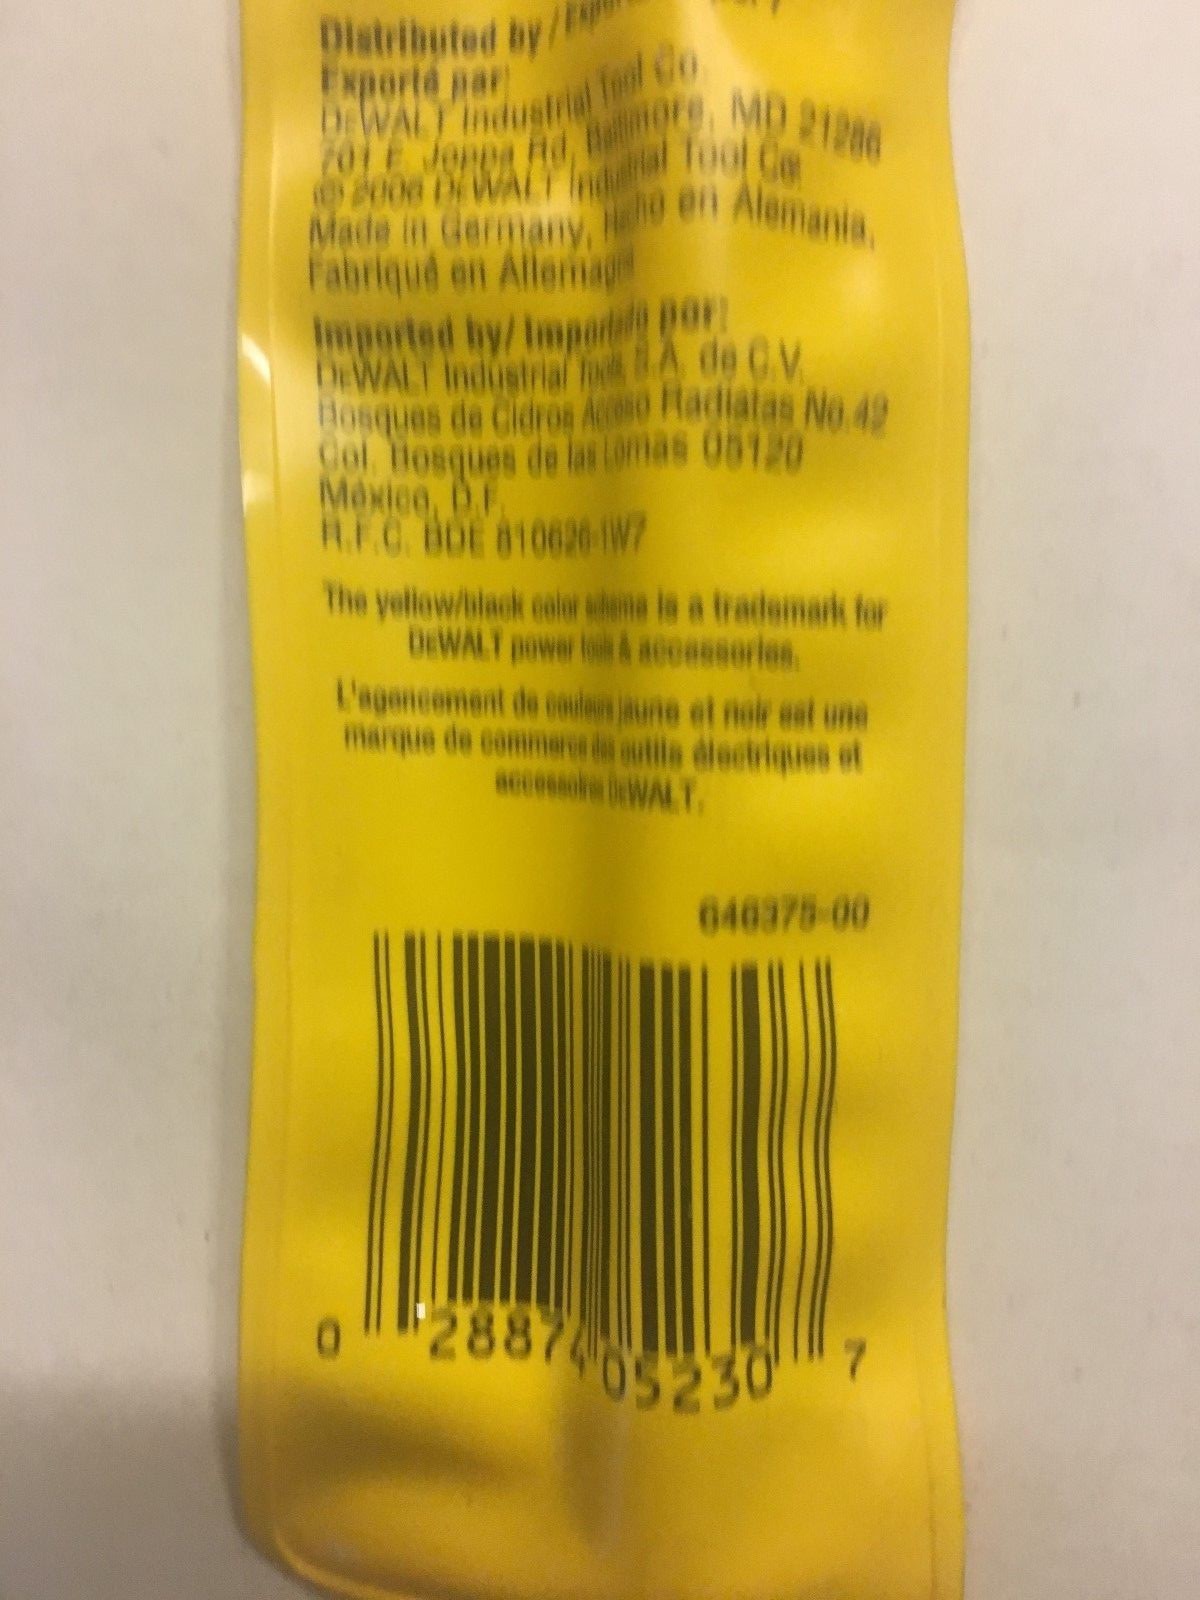 Distributed by /
Exporté par:
DEWALT Industrial Tool Co.
701 E. Joppa Rd, Baltimore, MD 21286
© 2006 DEWALT Industrial Tool Co.
Made in Germany, Hecho en Alemania,
Fabriqué en Allemagne
Imported by/ Importado por:
DEWALT Industrial Tools S.A. de C.V.
Bosques de Cidros Acceso Radiatas No.42
Col. Bosques de las Lomas 05120
México, D.F.
R.F.C. BDE 810626-1W7
The yellow/black color scheme is a trademark for
DEWALT power tools & accessories.
L'agencement de couleurs jaune et noir est une
marque de commerce des outils électriques et
accessoires DEWALT.
646375-00
0 28874 05230 7